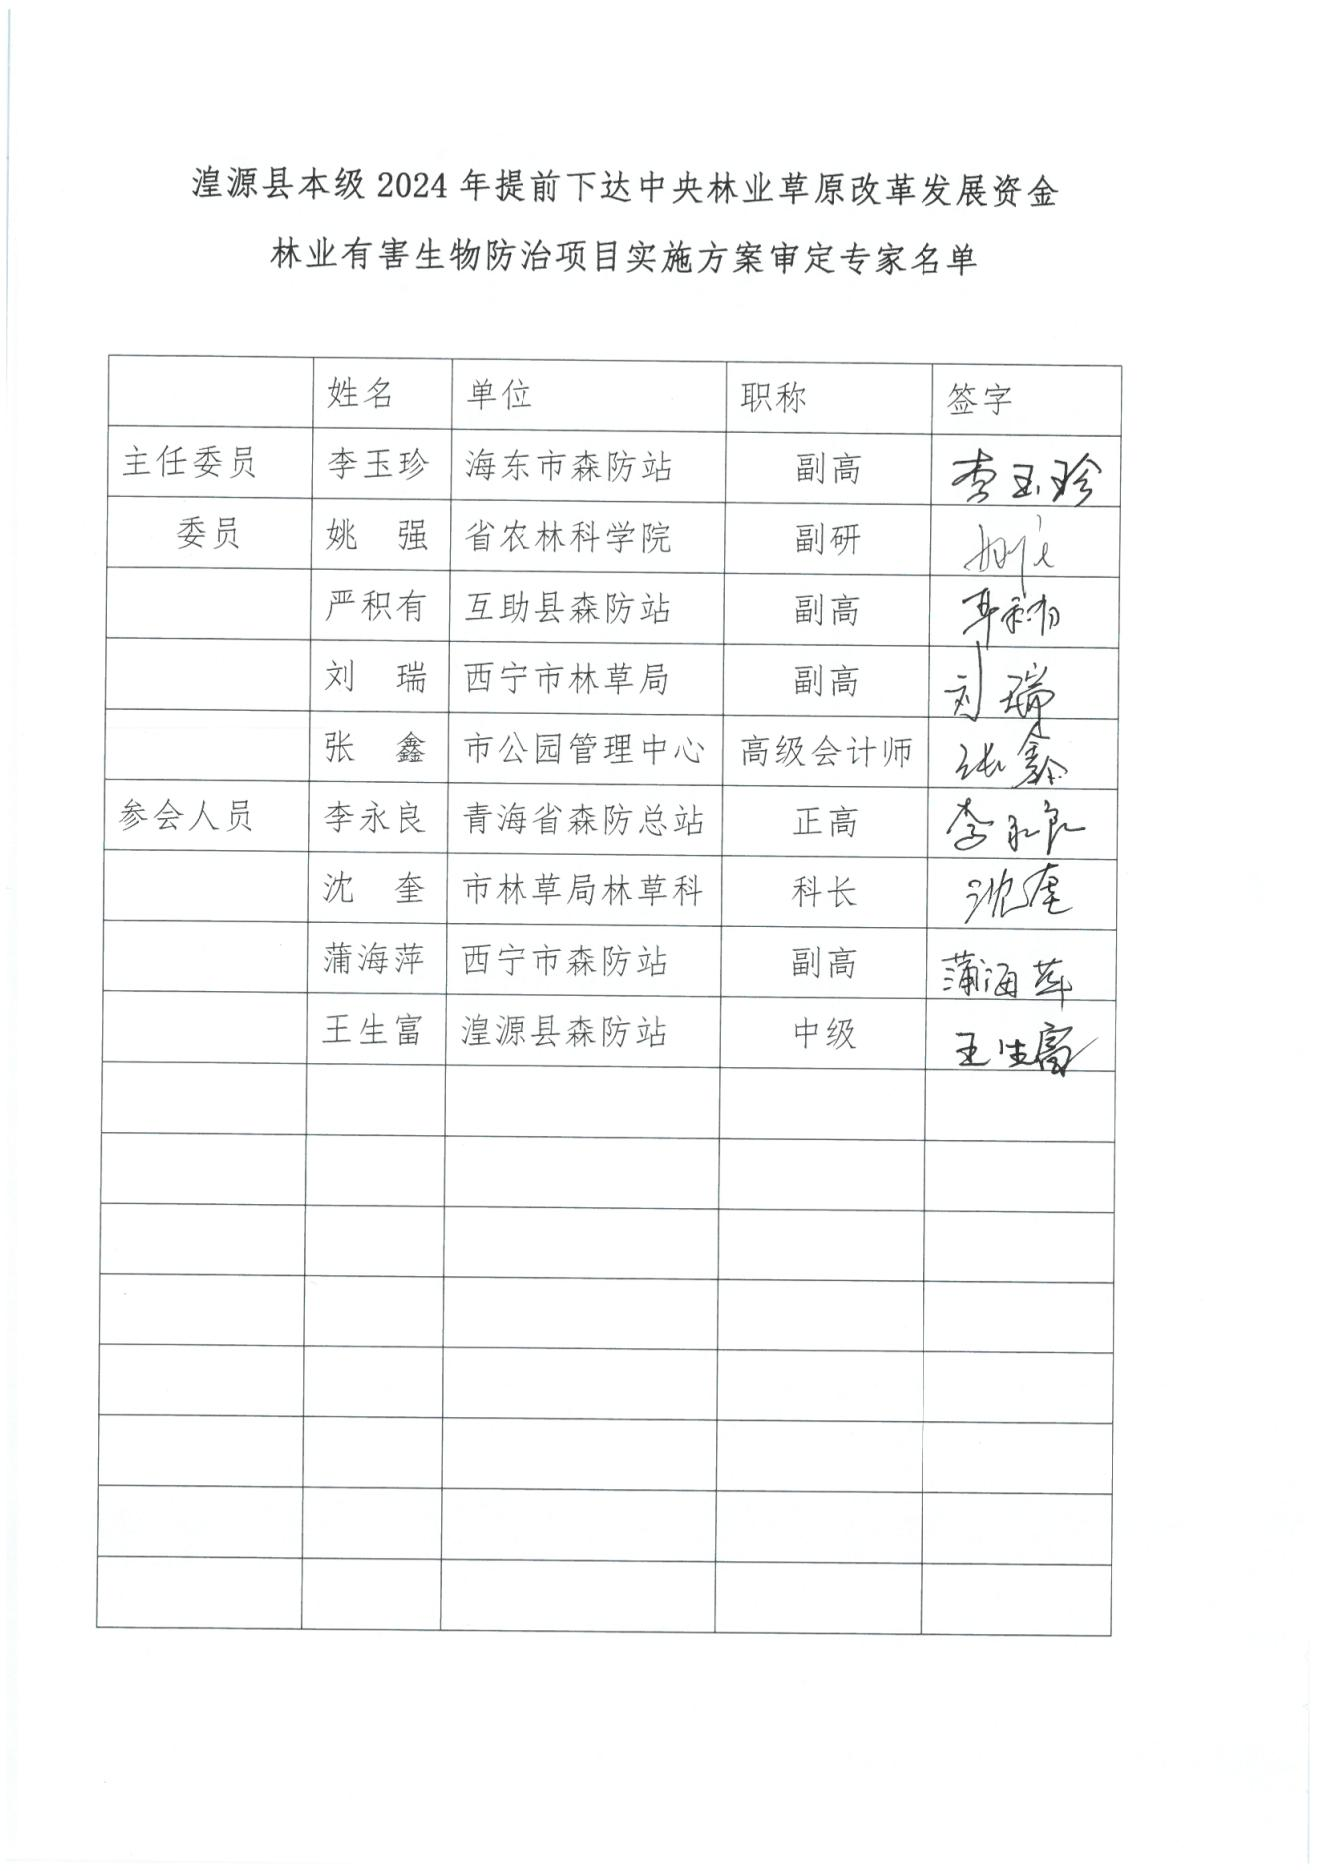 湟源县本级 2024 年提前下达中央林业草原改革发展资金
林业有害生物防治项目实施方案审定专家名单
姓名 单位 职称 签字
主任委员 李玉珍 海东市森防站 副高 李玉珍
委员 姚 强 省农林科学院 副研
严积有 互助县森防站 副高
刘 瑞 西宁市林草局 副高 刘瑞
张 鑫 市公园管理中心 高级会计师 张鑫
参会人员 李永良 青海省森防总站 正高 李永良
沈 奎 市林草局林草科 科长 沈奎
蒲海萍 西宁市森防站 副高 蒲海萍
王生富 湟源县森防站 中级 王生富